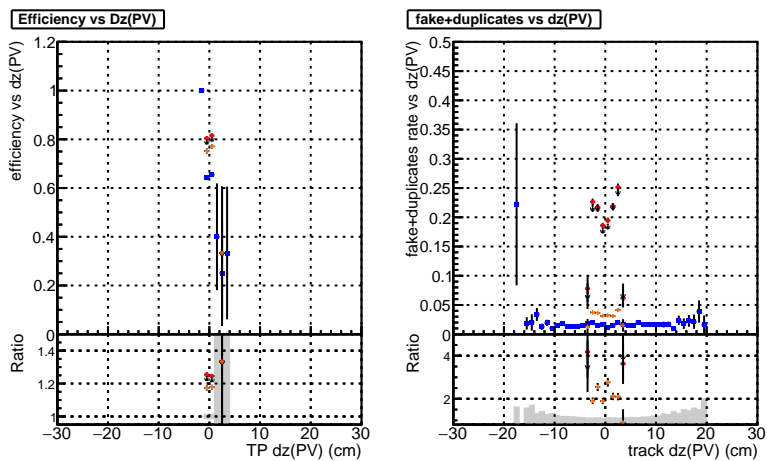 Efficiency vs Dz(PV)
efficiency vs dz(PV)
1.2
1
0.8
0.6
0.4
0.2
0
Ratio
1.4
1.2
1
−30 −20 −10 0 10 20 30
TP dz(PV) (cm)
fake+duplicates vs dz(PV)
fake+duplicates rate vs dz(PV)
0.5
0.45
0.4
0.35
0.3
0.25
0.2
0.15
0.1
0.05
0
Ratio
4
2
−30 −20 −10 0 10 20 30
track dz(PV) (cm)